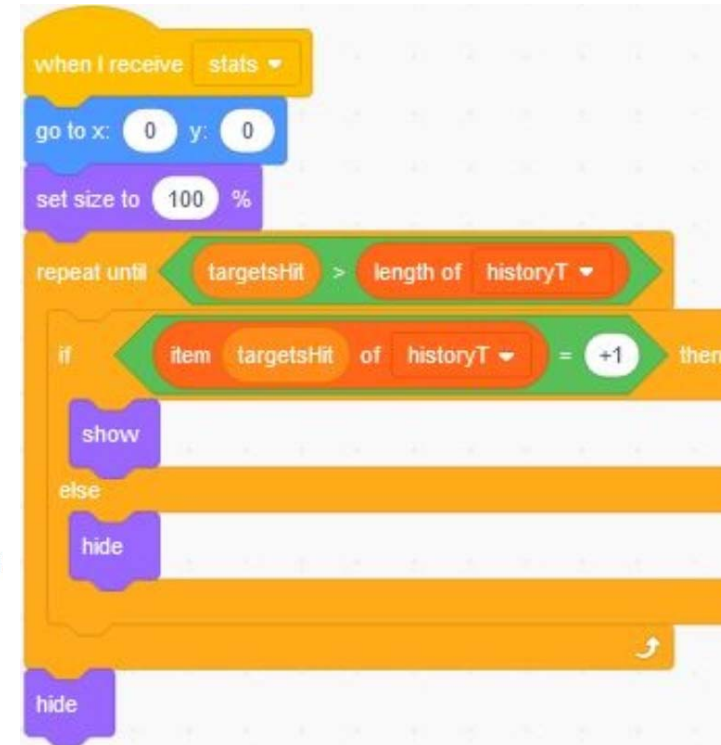 when I receive stats
go to x: 0 y: 0
set size to 100 %
repeat until targetsHit > length of historyT
if item targetsHit of historyT = +1 then
show
else
hide
hide